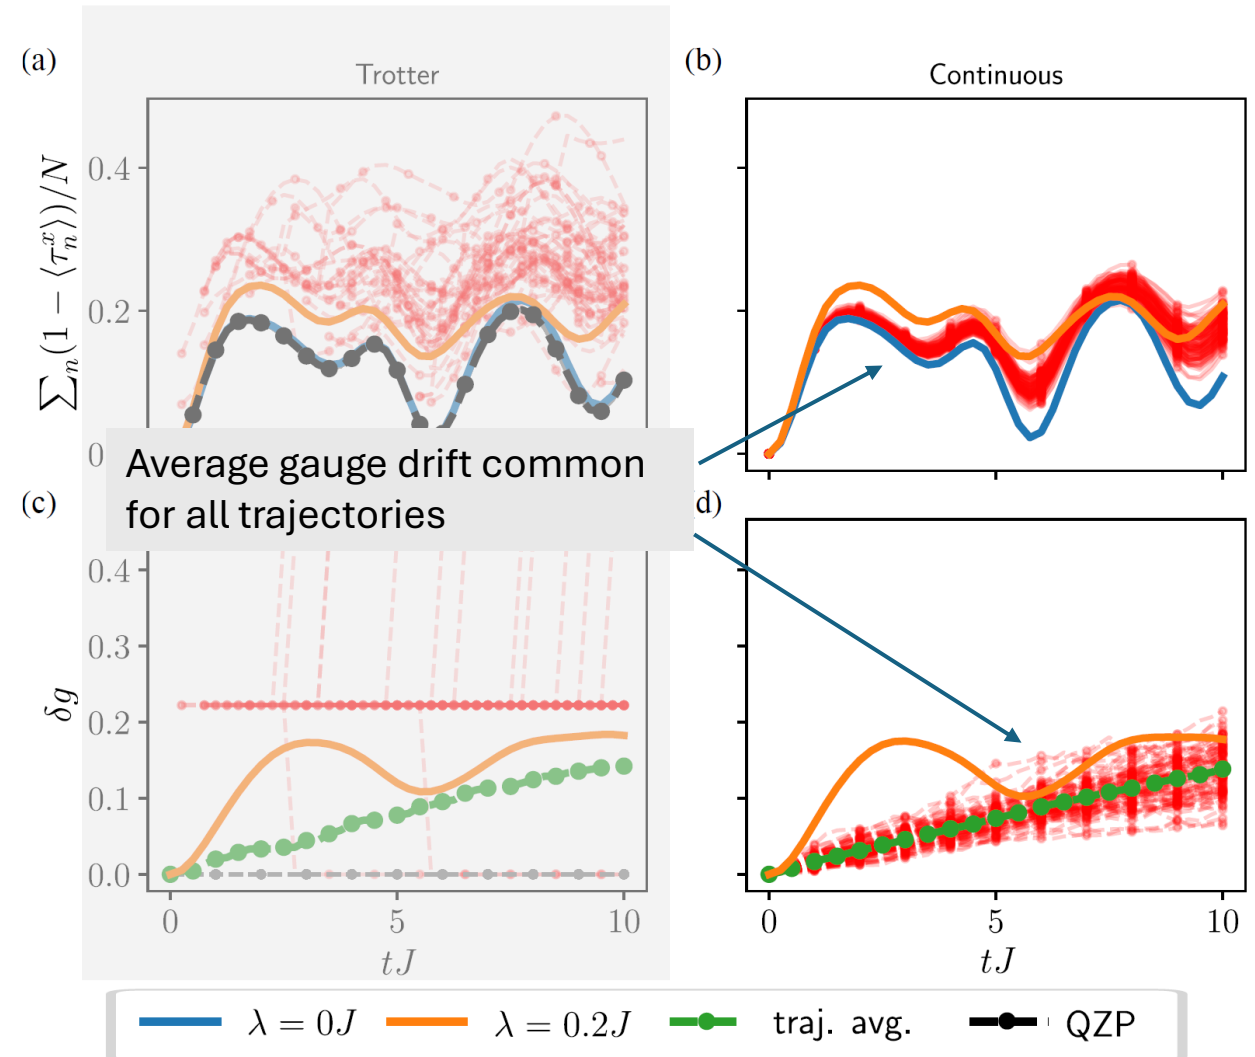 (a)
Trotter
(b)
Continuous
∑ₙ(1 − ⟨τₙˣ⟩)/N
0.4
0.2
0
Average gauge drift common
for all trajectories
(c)
d)
δg
0.4
0.3
0.2
0.1
0.0
0 5 10
tJ
0 5 10
tJ
λ = 0J λ = 0.2J traj. avg. QZP